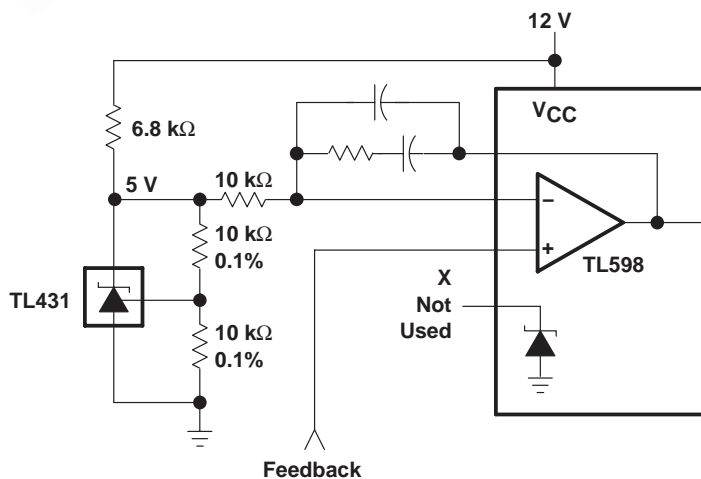 12 V
VCC
6.8 kΩ
5 V
10 kΩ
10 kΩ
0.1%
TL431
10 kΩ
0.1%
–
+
TL598
X
Not
Used
Feedback